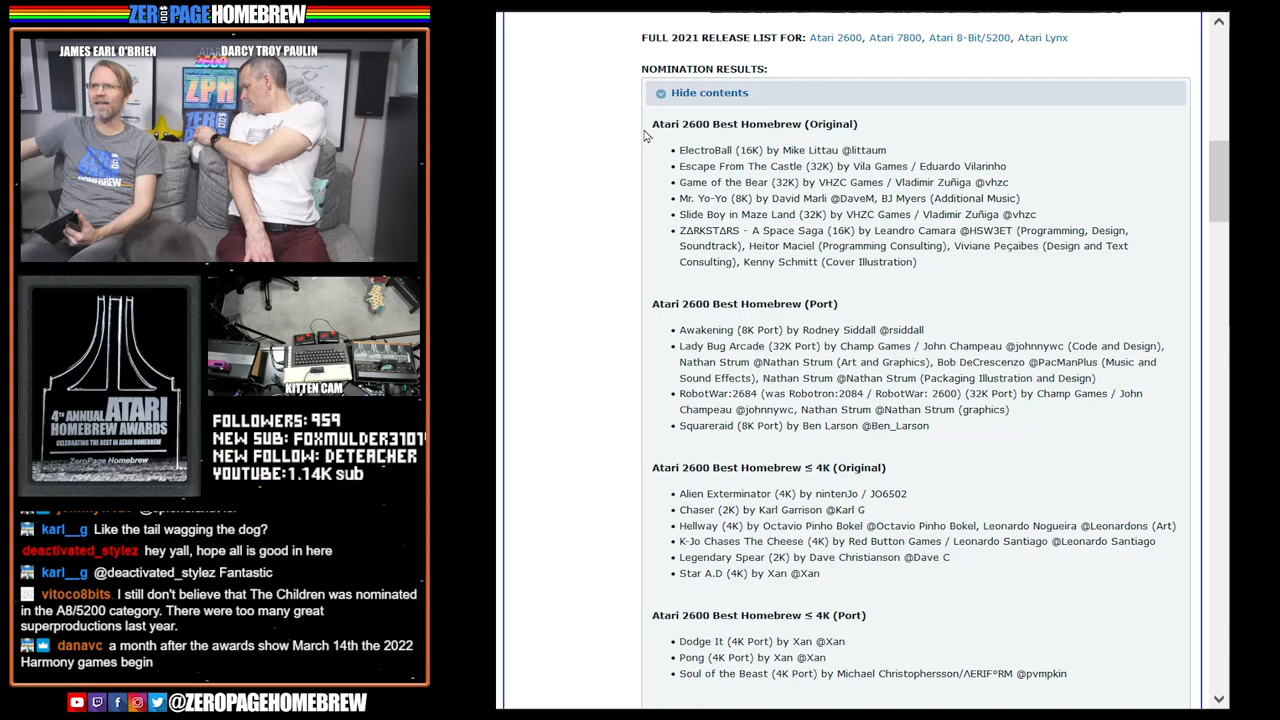 ZEROPAGE HOMEBREW
JAMES EARL O'BRIEN
DARCY TROY PAULIN
ATARI
2600
ZPH
4TH ANNUAL ATARI
HOMEBREW AWARDS
CELEBRATING THE BEST IN ATARI HOMEBREW
ZeroPage Homebrew
KITTEN CAM
FOLLOWERS: 959
NEW SUB: FOXMULDER3101
NEW FOLLOW: DETEACHER
YOUTUBE: 1.14K sub
karl__g Like the tail wagging the dog?
deactivated_stylez hey yall, hope all is good in here
karl__g @deactivated_stylez Fantastic
vitoco8bits I still don't believe that The Children was nominated
in the A8/5200 category. There were too many great
superproductions last year.
danavc a month after the awards show March 14th the 2022
Harmony games begin
@ZEROPAGEHOMEBREW
FULL 2021 RELEASE LIST FOR: Atari 2600, Atari 7800, Atari 8-Bit/5200, Atari Lynx
NOMINATION RESULTS:
Hide contents
Atari 2600 Best Homebrew (Original)
• ElectroBall (16K) by Mike Littau @littaum
• Escape From The Castle (32K) by Vila Games / Eduardo Vilarinho
• Game of the Bear (32K) by VHZC Games / Vladimir Zuñiga @vhzc
• Mr. Yo-Yo (8K) by David Marli @DaveM, BJ Myers (Additional Music)
• Slide Boy in Maze Land (32K) by VHZC Games / Vladimir Zuñiga @vhzc
• Z∆RKST∆RS - A Space Saga (16K) by Leandro Camara @HSW3ET (Programming, Design,
Soundtrack), Heitor Maciel (Programming Consulting), Viviane Peçaibes (Design and Text
Consulting), Kenny Schmitt (Cover Illustration)
Atari 2600 Best Homebrew (Port)
• Awakening (8K Port) by Rodney Siddall @rsiddall
• Lady Bug Arcade (32K Port) by Champ Games / John Champeau @johnnywc (Code and Design),
Nathan Strum @Nathan Strum (Art and Graphics), Bob DeCrescenzo @PacManPlus (Music and
Sound Effects), Nathan Strum @Nathan Strum (Packaging Illustration and Design)
• RobotWar:2684 (was Robotron:2084 / RobotWar: 2600) (32K Port) by Champ Games / John
Champeau @johnnywc, Nathan Strum @Nathan Strum (graphics)
• Squareraid (8K Port) by Ben Larson @Ben_Larson
Atari 2600 Best Homebrew ≤ 4K (Original)
• Alien Exterminator (4K) by nintenJo / JO6502
• Chaser (2K) by Karl Garrison @Karl G
• Hellway (4K) by Octavio Pinho Bokel @Octavio Pinho Bokel, Leonardo Nogueira @Leonardons (Art)
• K-Jo Chases The Cheese (4K) by Red Button Games / Leonardo Santiago @Leonardo Santiago
• Legendary Spear (2K) by Dave Christianson @Dave C
• Star A.D (4K) by Xan @Xan
Atari 2600 Best Homebrew ≤ 4K (Port)
• Dodge It (4K Port) by Xan @Xan
• Pong (4K Port) by Xan @Xan
• Soul of the Beast (4K Port) by Michael Christophersson/ΛERIF°RM @pvmpkin